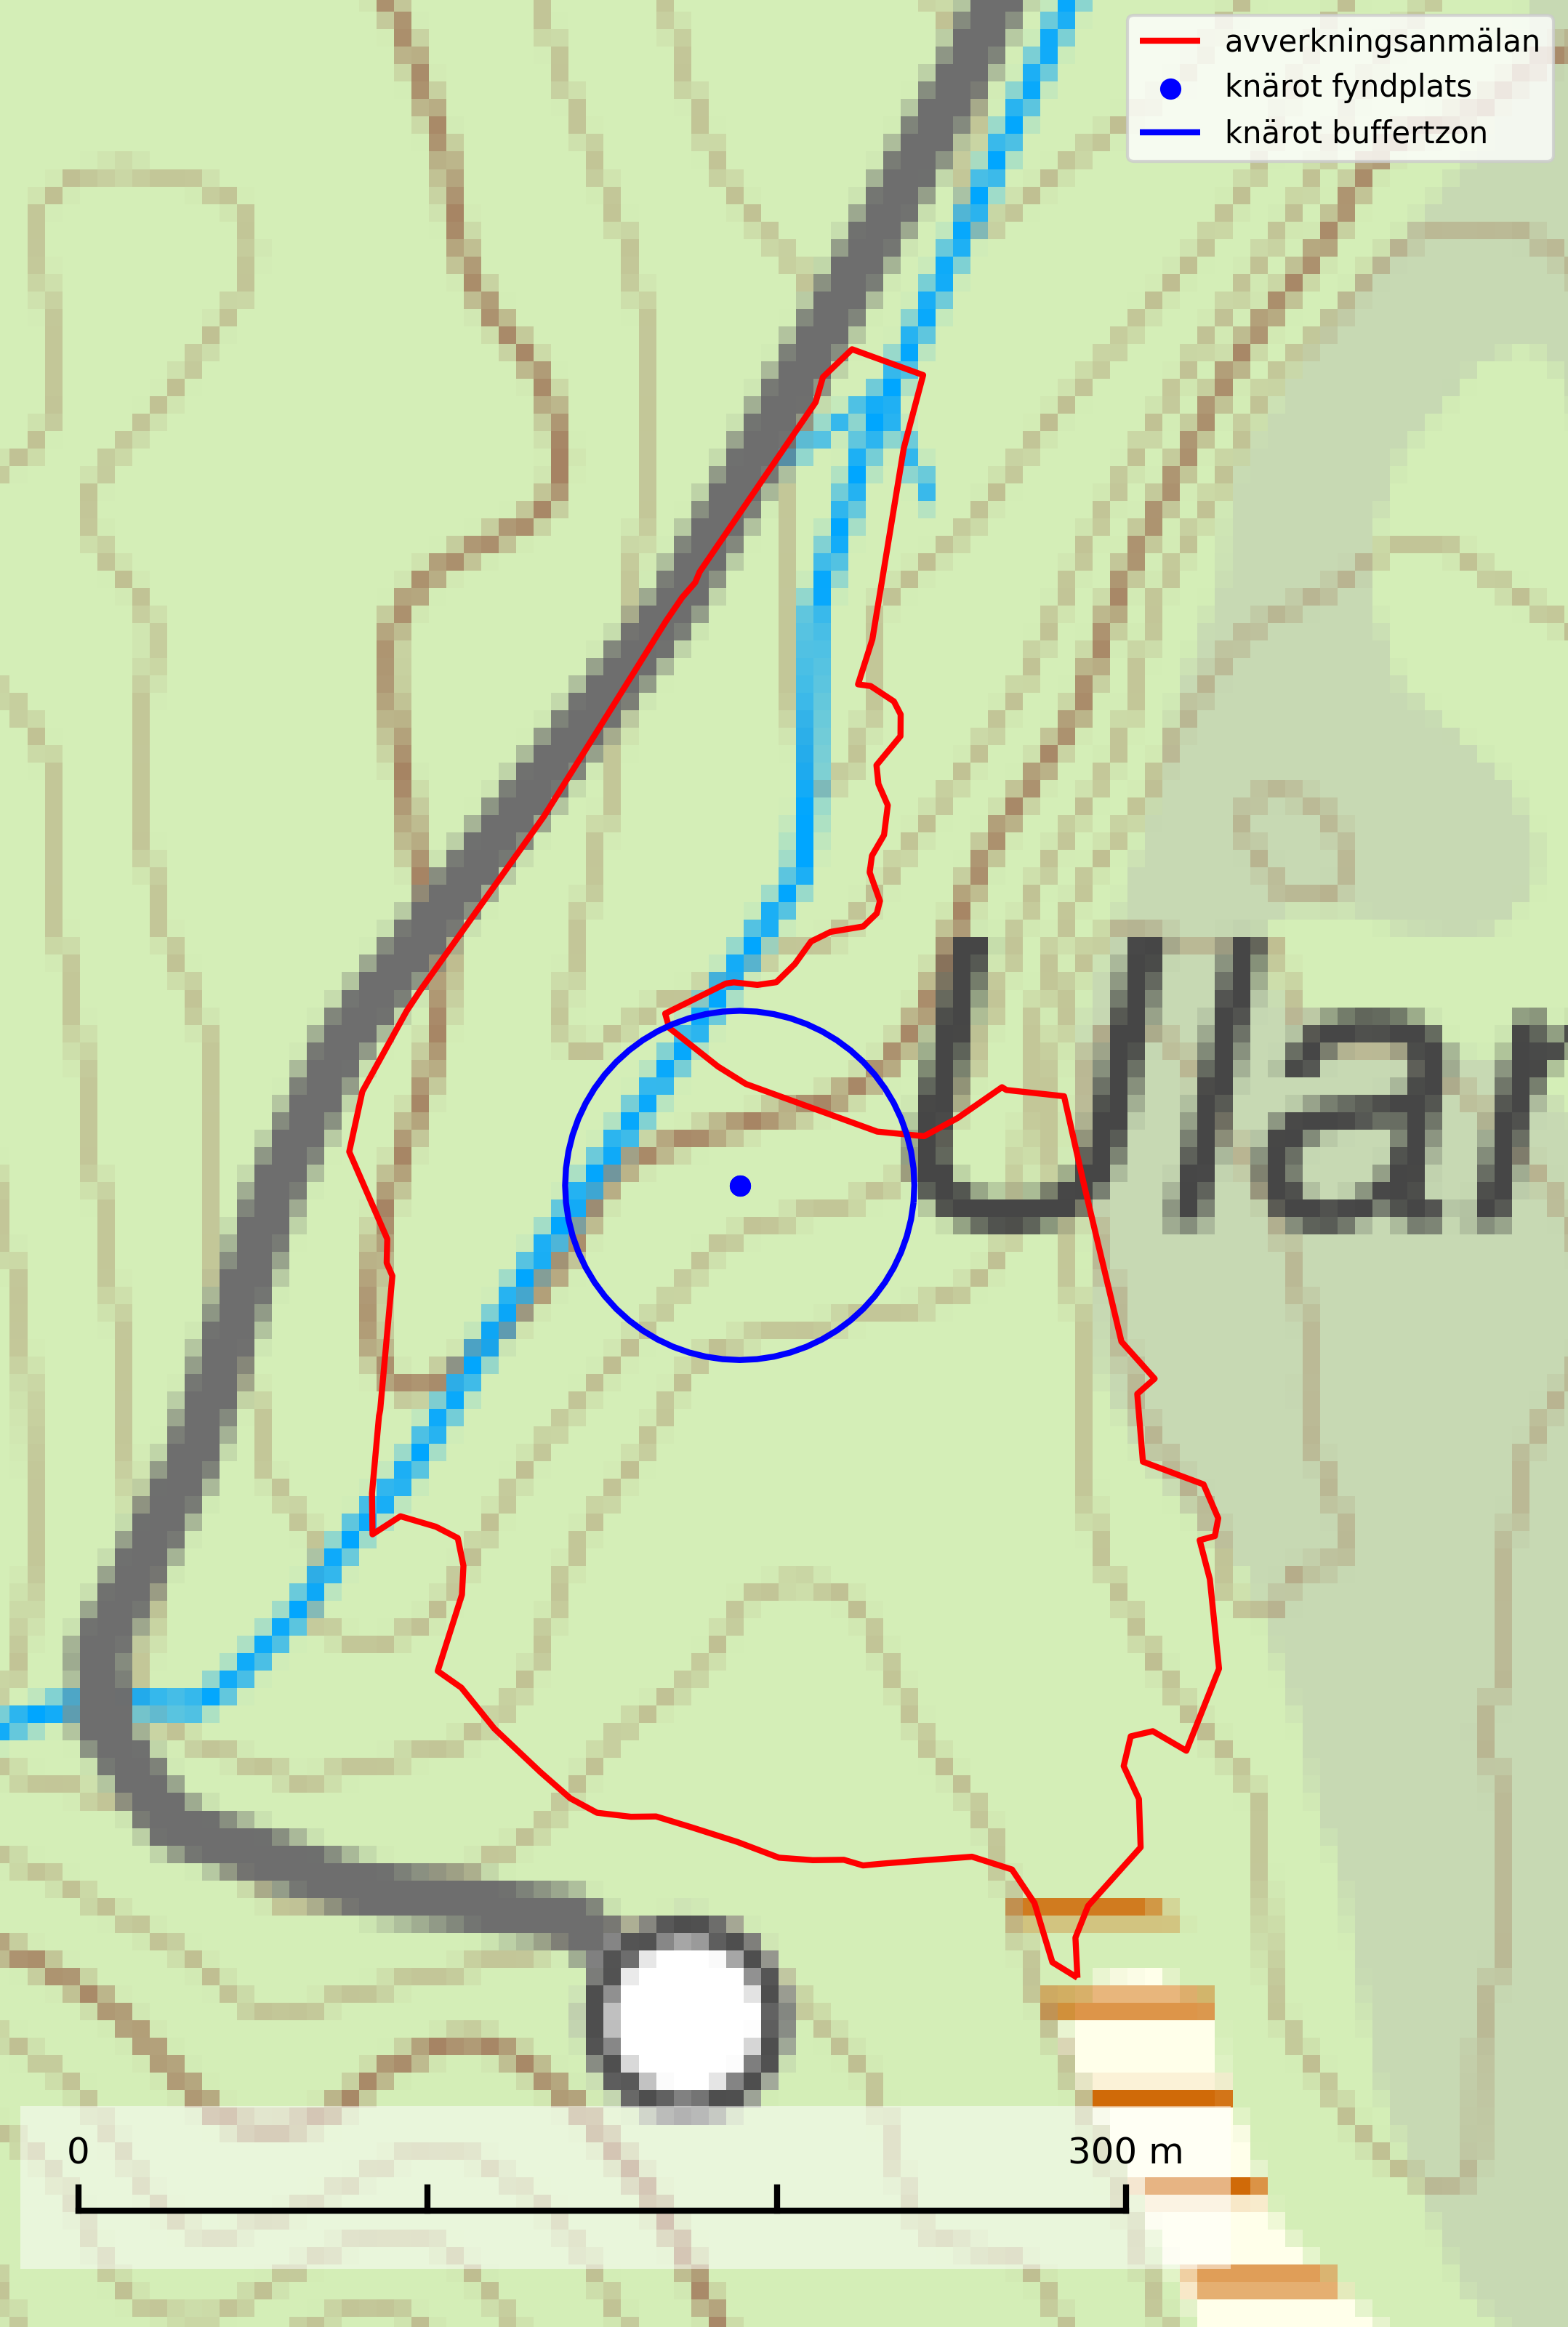 avverkningsanmälan
knärot fyndplats
knärot buffertzon
Ular
0 300 m